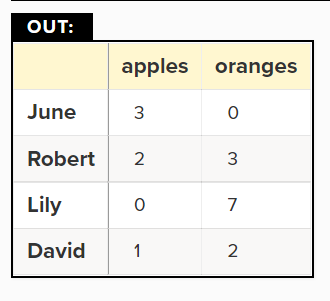 OUT:
apples oranges
June 3 0
Robert 2 3
Lily 0 7
David 1 2